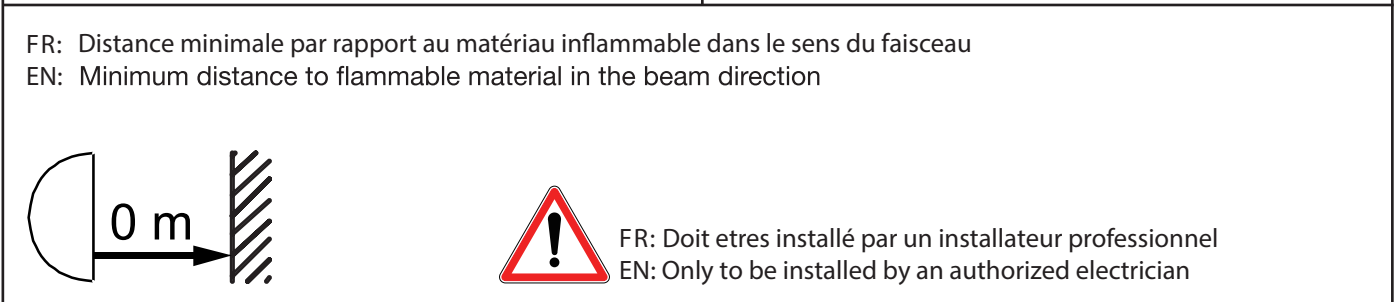 FR: Distance minimale par rapport au matériau inflammable dans le sens du faisceau
EN: Minimum distance to flammable material in the beam direction
0 m
FR: Doit etres installé par un installateur professionnel
EN: Only to be installed by an authorized electrician